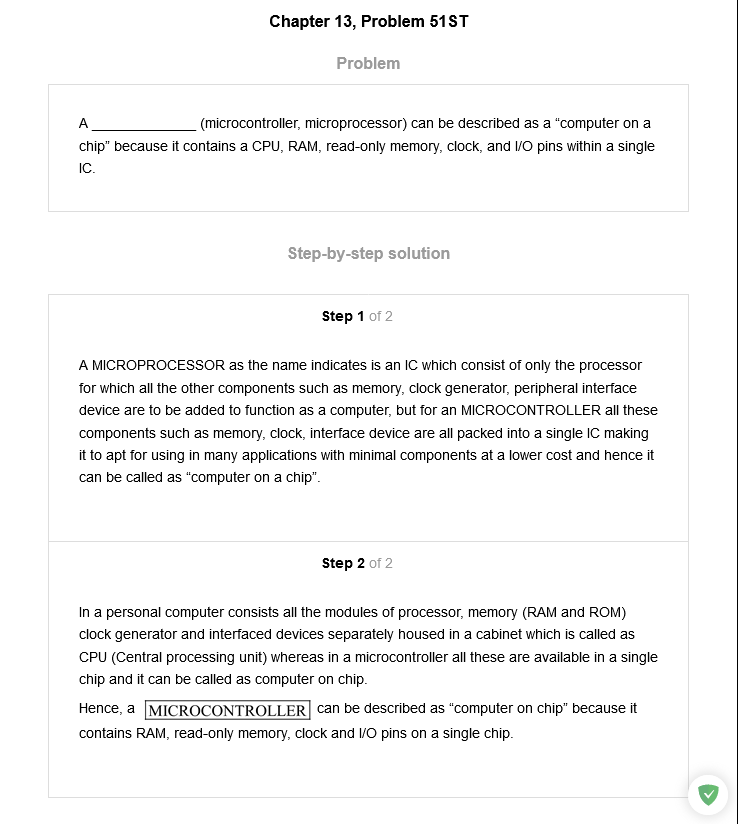 Chapter 13, Problem 51ST
Problem
A _____________ (microcontroller, microprocessor) can be described as a “computer on a
chip” because it contains a CPU, RAM, read-only memory, clock, and I/O pins within a single
IC.
Step-by-step solution
Step 1 of 2
A MICROPROCESSOR as the name indicates is an IC which consist of only the processor
for which all the other components such as memory, clock generator, peripheral interface
device are to be added to function as a computer, but for an MICROCONTROLLER all these
components such as memory, clock, interface device are all packed into a single IC making
it to apt for using in many applications with minimal components at a lower cost and hence it
can be called as “computer on a chip”.
Step 2 of 2
In a personal computer consists all the modules of processor, memory (RAM and ROM)
clock generator and interfaced devices separately housed in a cabinet which is called as
CPU (Central processing unit) whereas in a microcontroller all these are available in a single
chip and it can be called as computer on chip.
Hence, a MICROCONTROLLER can be described as “computer on chip” because it
contains RAM, read-only memory, clock and I/O pins on a single chip.